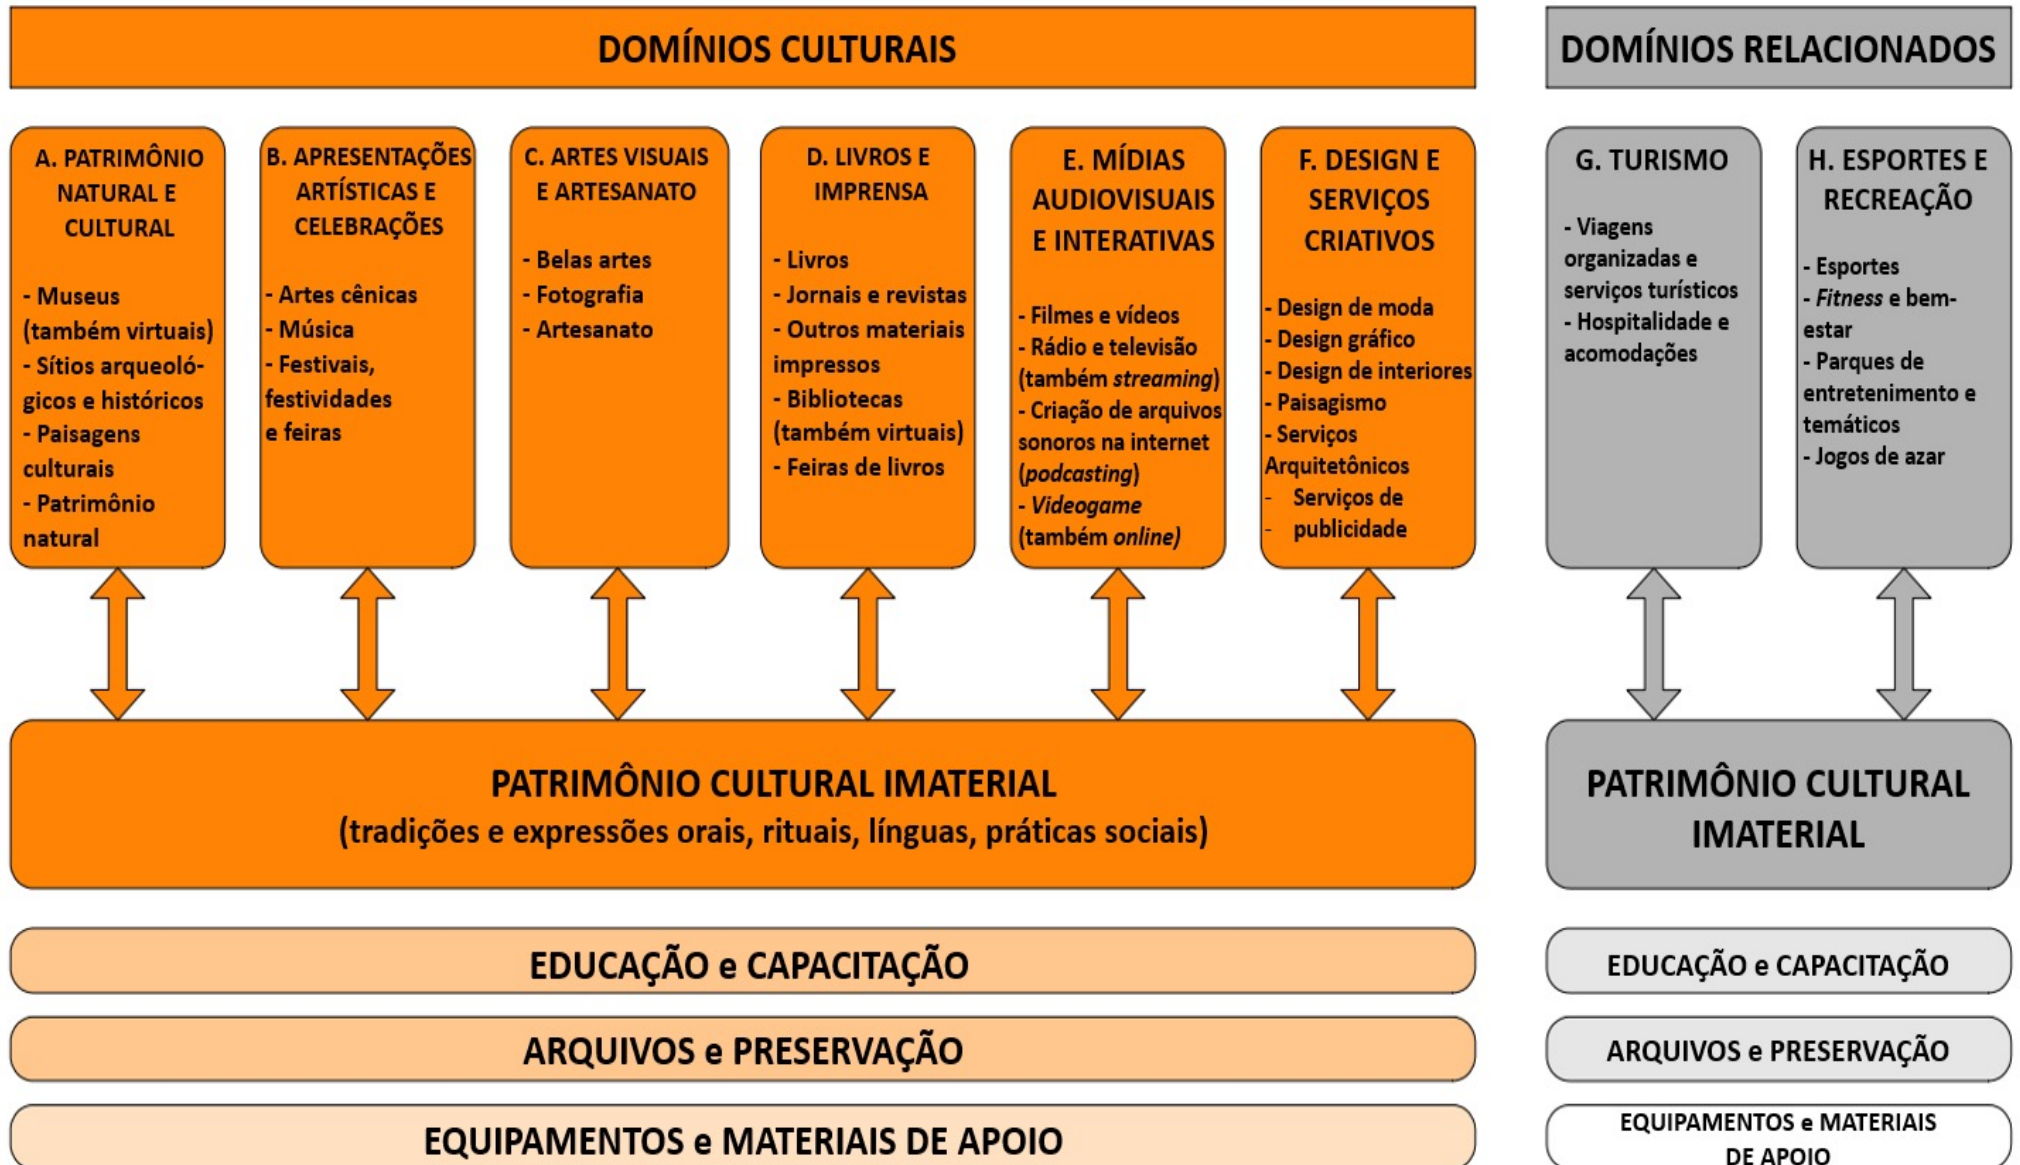 DOMÍNIOS CULTURAIS
DOMÍNIOS RELACIONADOS
A. PATRIMÔNIO
NATURAL E
CULTURAL
- Museus
(também virtuais)
- Sítios arqueoló-
gicos e históricos
- Paisagens
culturais
- Patrimônio
natural
B. APRESENTAÇÕES
ARTÍSTICAS E
CELEBRAÇÕES
- Artes cênicas
- Música
- Festivais,
festividades
e feiras
C. ARTES VISUAIS
E ARTESANATO
- Belas artes
- Fotografia
- Artesanato
D. LIVROS E
IMPRENSA
- Livros
- Jornais e revistas
- Outros materiais
impressos
- Bibliotecas
(também virtuais)
- Feiras de livros
E. MÍDIAS
AUDIOVISUAIS
E INTERATIVAS
- Filmes e vídeos
- Rádio e televisão
(também streaming)
- Criação de arquivos
sonoros na internet
(podcasting)
- Videogame
(também online)
F. DESIGN E
SERVIÇOS
CRIATIVOS
- Design de moda
- Design gráfico
- Design de interiores
- Paisagismo
- Serviços
Arquitetônicos
- Serviços de
- publicidade
G. TURISMO
- Viagens
organizadas e
serviços turísticos
- Hospitalidade e
acomodações
H. ESPORTES E
RECREAÇÃO
- Esportes
- Fitness e bem-
estar
- Parques de
entretenimento e
temáticos
- Jogos de azar
PATRIMÔNIO CULTURAL IMATERIAL
(tradições e expressões orais, rituais, línguas, práticas sociais)
PATRIMÔNIO CULTURAL
IMATERIAL
EDUCAÇÃO e CAPACITAÇÃO
EDUCAÇÃO e CAPACITAÇÃO
ARQUIVOS e PRESERVAÇÃO
ARQUIVOS e PRESERVAÇÃO
EQUIPAMENTOS e MATERIAIS DE APOIO
EQUIPAMENTOS e MATERIAIS
DE APOIO